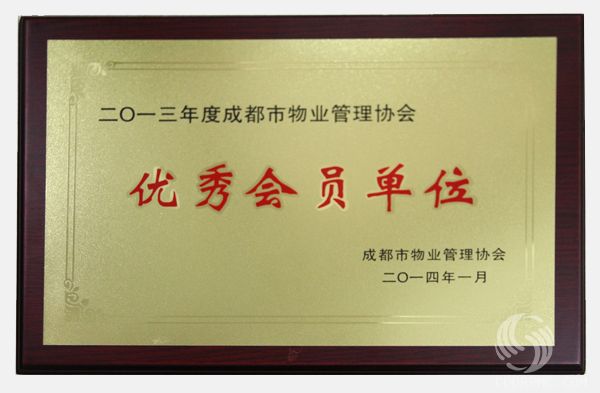 二〇一三年度成都市物业管理协会
优秀会员单位
成都市物业管理协会
二〇一四年一月